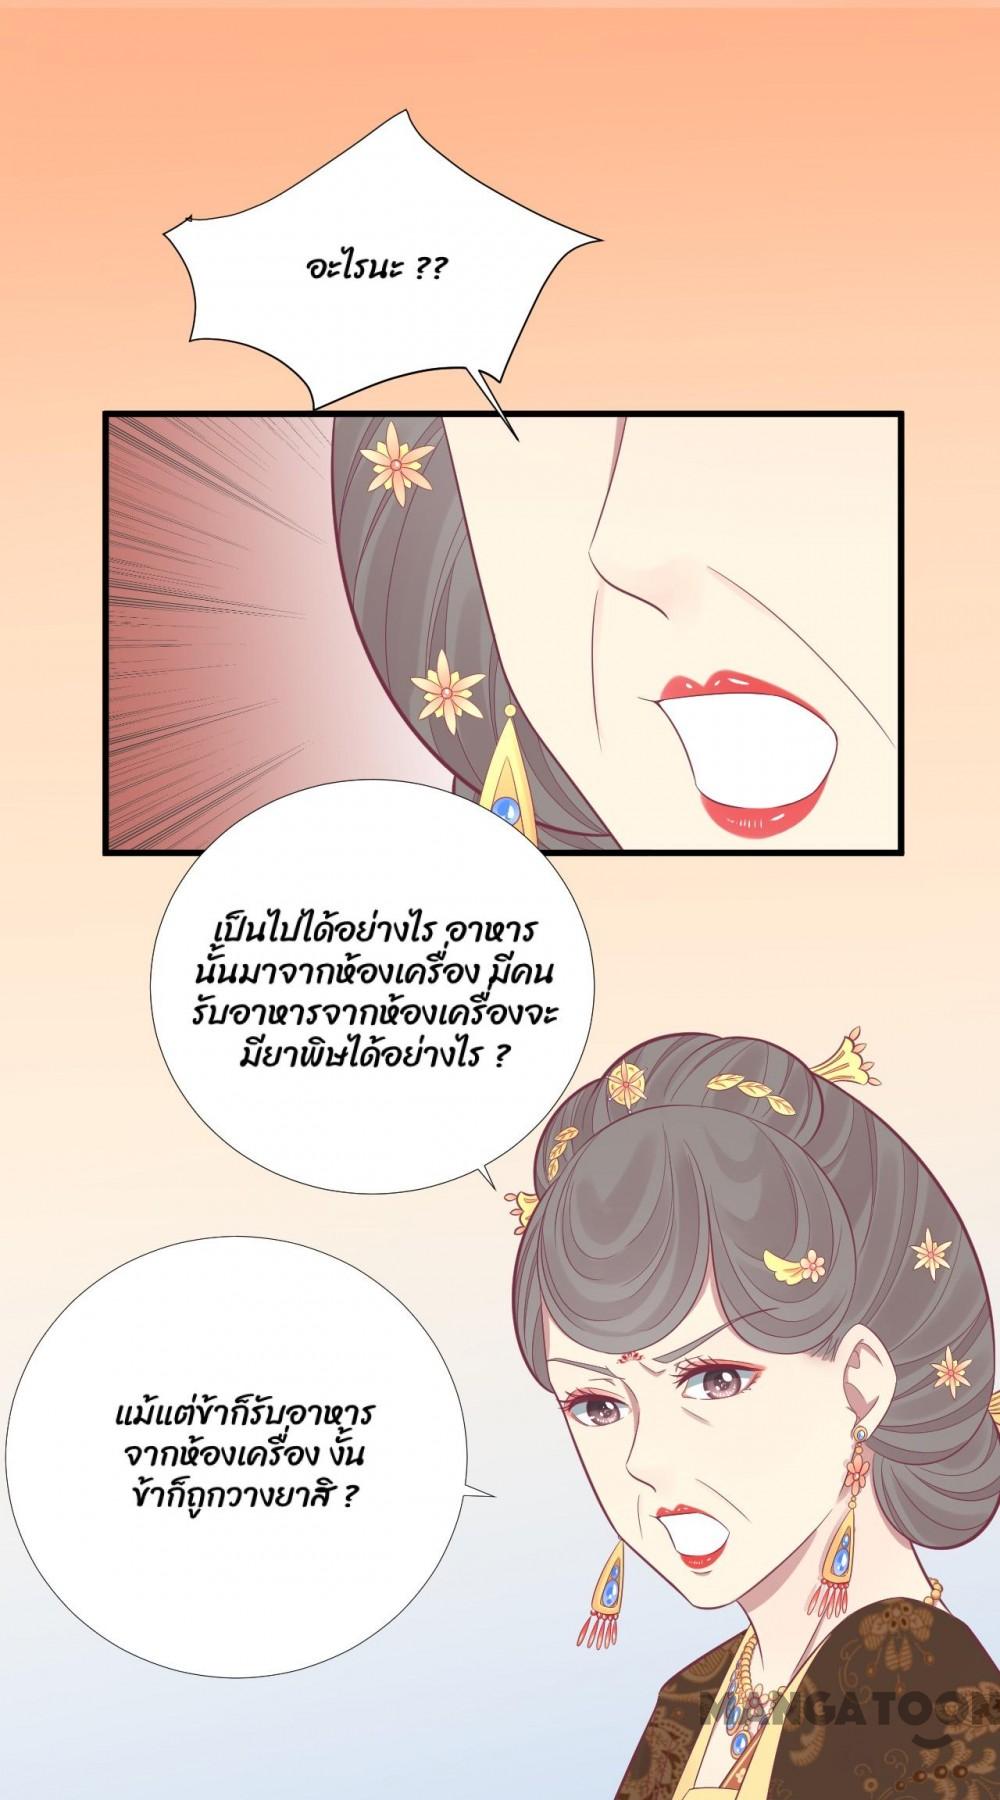 อะไรนะ ??
เป็นไปได้อย่างไร อาหาร
นั้นมาจากห้องเครื่อง มีคน
รับอาหารจากห้องเครื่องจะ
มียาพิษได้อย่างไร ?
แม้แต่ข้าก็รับอาหาร
จากห้องเครื่อง งั้น
ข้าก็ถูกวางยาสิ ?
MANGATOON